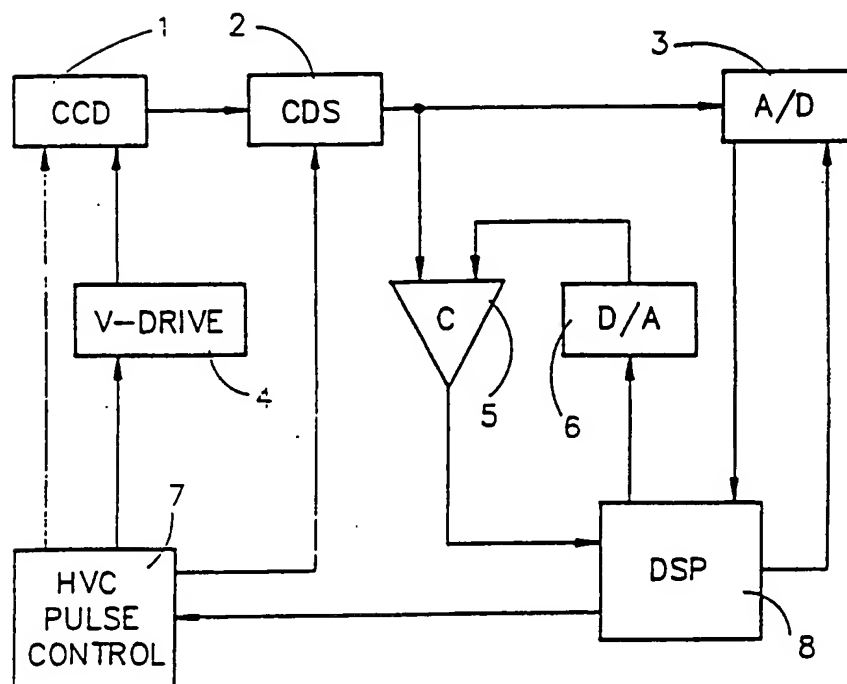 1
2
3
CCD
CDS
A/D
V-DRIVE
4
C
5
D/A
6
7
HVC
PULSE
CONTROL
DSP
8